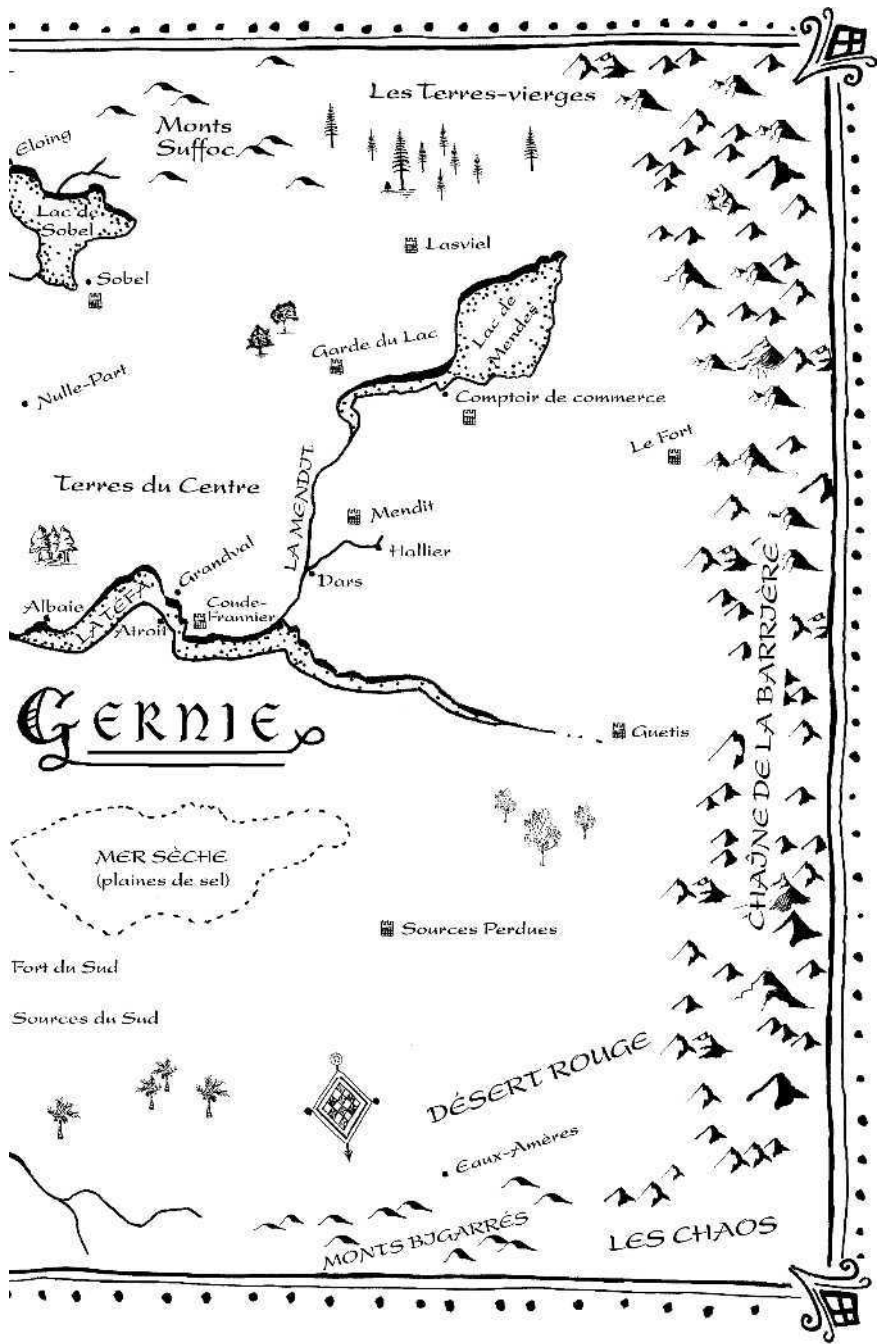 Les Terres-vierges
Monts
Suffoc
Eloing
Lac de
Sobel
Lasviel
Sobel
Lac de
Mendes
Garde du Lac
Nulle-Part
Comptoir de commerce
Le Fort
LA MENDIT
Terres du Centre
Mendit
Grandval
Hallier
Dars
Albaie
LA TÉFA
Atroit
Coude-
Frannier
CHAÎNE DE LA BARRIÈRE
GERNIE
Guetis
MER SÈCHE
(plaines de sel)
Sources Perdues
Fort du Sud
Sources du Sud
DÉSERT ROUGE
Eaux-Amères
MONTS BIGARRÉS
LES CHAOS